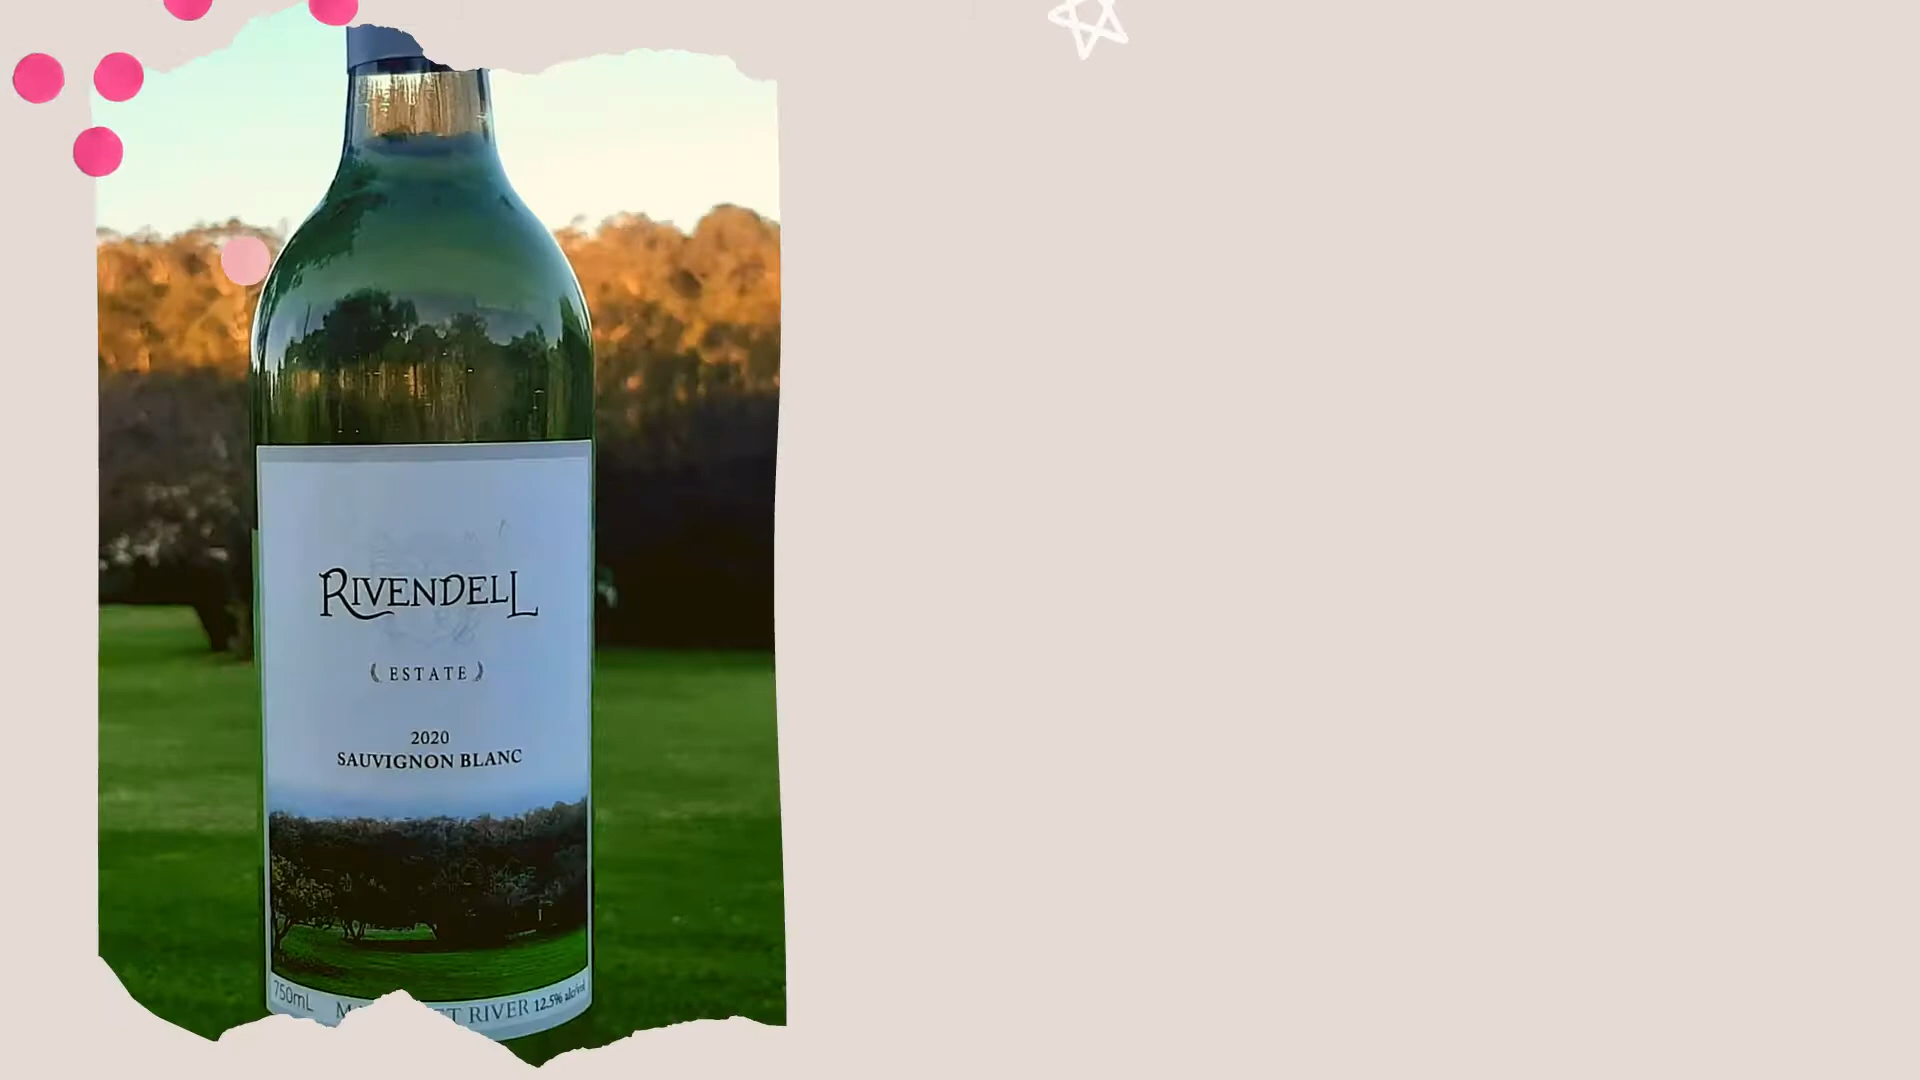 RIVENDELL
ESTATE
2020
SAUVIGNON BLANC
750mL
RIVER 12.5% alc/vol